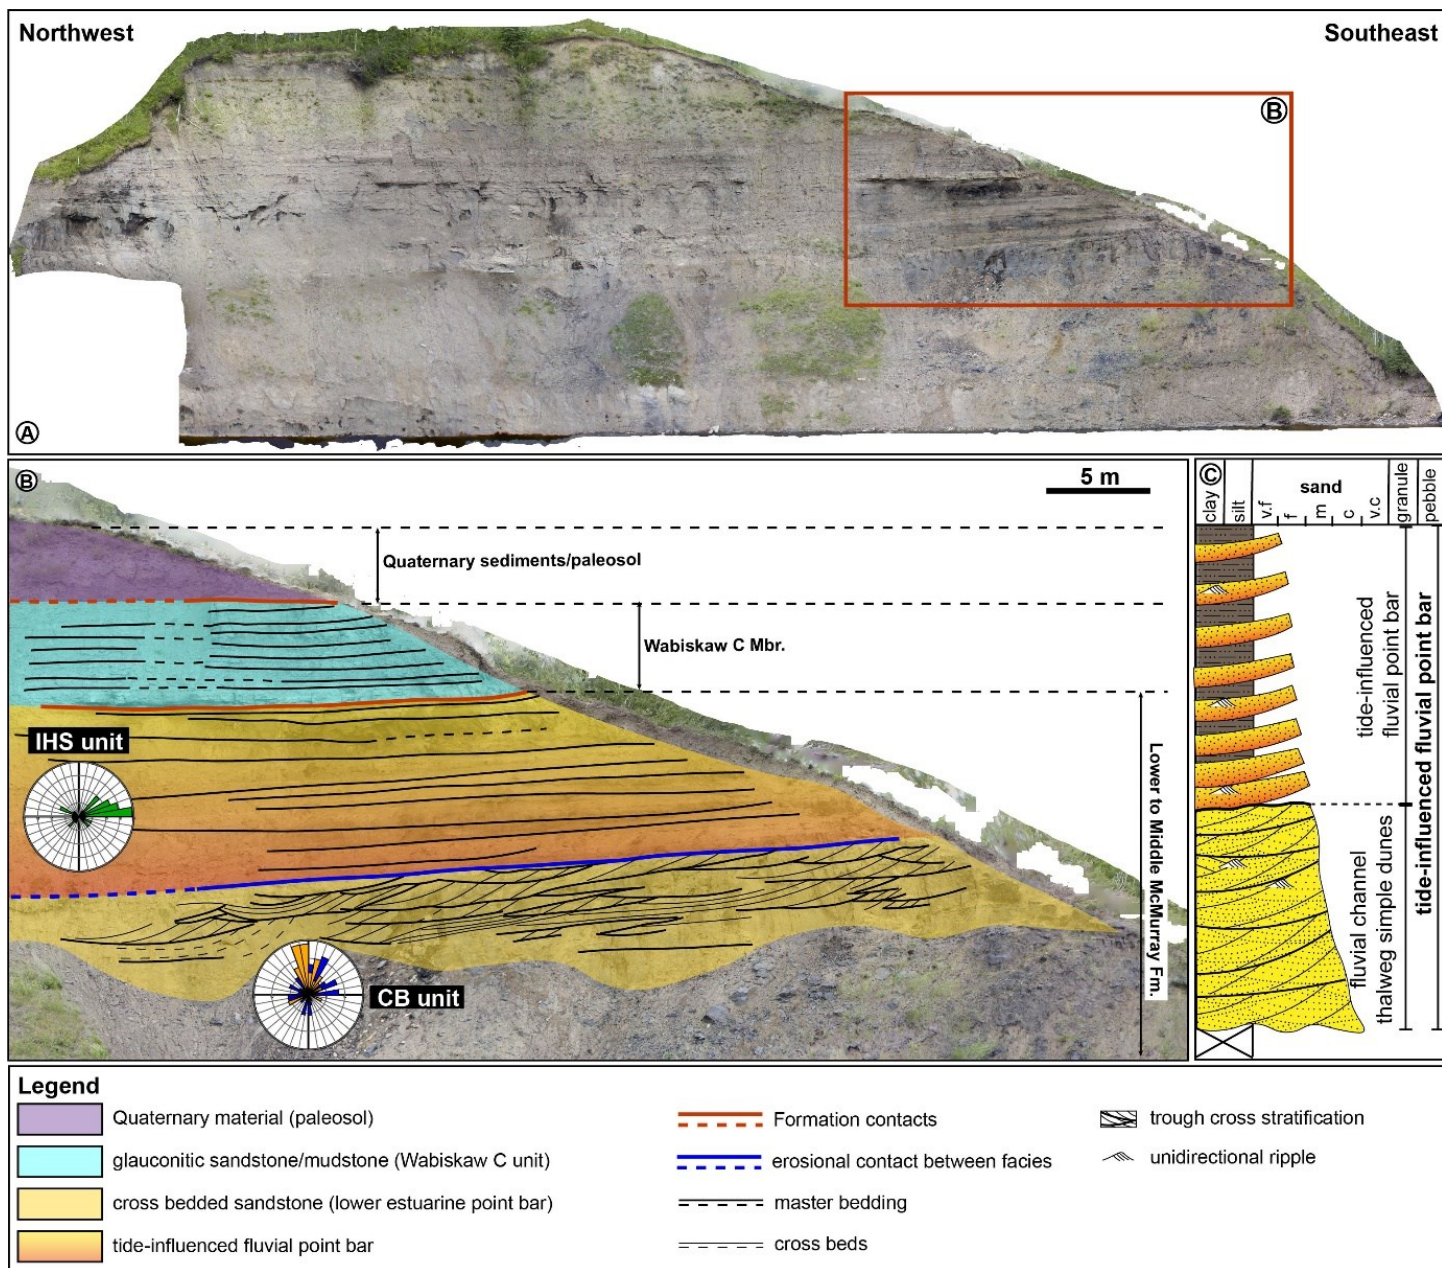 Northwest
Southeast
B
A
B
5 m
Quaternary sediments/paleosol
Wabiskaw C Mbr.
IHS unit
CB unit
Lower to Middle McMurray Fm.
C
clay
silt
sand
v.f
f
m
c
v.c
granule
pebble
tide-influenced
fluvial point bar
fluvial channel
thalweg simple dunes
tide-influenced fluvial point bar
Legend
Quaternary material (paleosol)
glauconitic sandstone/mudstone (Wabiskaw C unit)
cross bedded sandstone (lower estuarine point bar)
tide-influenced fluvial point bar
Formation contacts
erosional contact between facies
master bedding
cross beds
trough cross stratification
unidirectional ripple